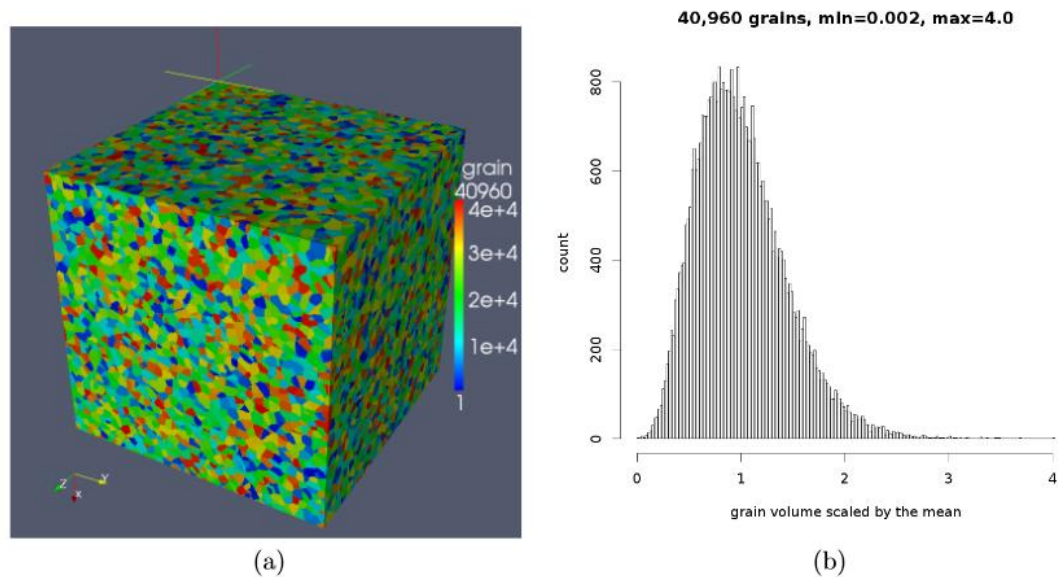 40,960 grains, min=0.002, max=4.0
grain
40960
4e+4
3e+4
2e+4
1e+4
1
Z
Y
X
count
800
600
400
200
0
0 1 2 3 4
grain volume scaled by the mean
(a) (b)